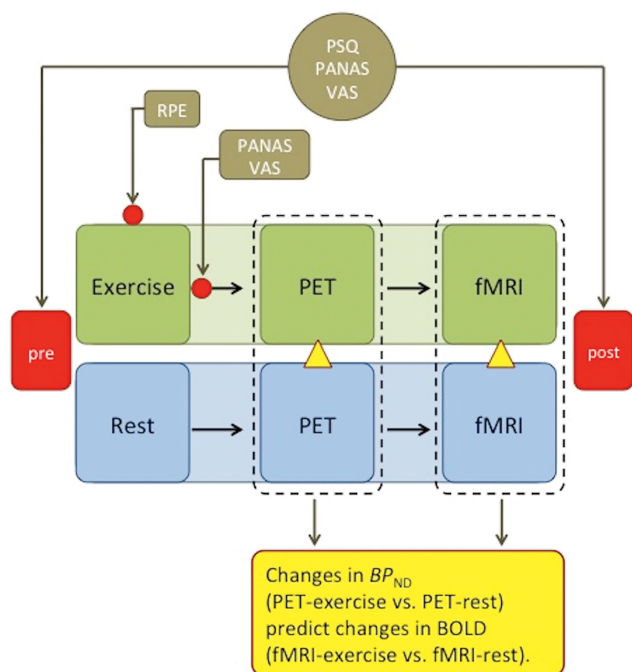 PSQ
PANAS
VAS
RPE
PANAS
VAS
Exercise
PET
fMRI
pre
post
Rest
PET
fMRI
Changes in BPND
(PET-exercise vs. PET-rest)
predict changes in BOLD
(fMRI-exercise vs. fMRI-rest).